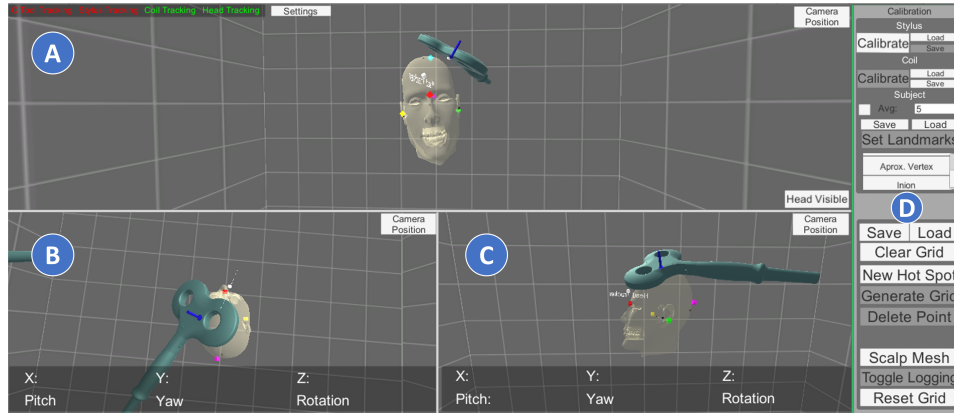 Coil Tracking Head Tracking
Settings
Camera Position
A
Head Visible
B
Camera Position
X: Y: Z:
Pitch Yaw Rotation
C
Camera Position
X: Y: Z:
Pitch: Yaw Rotation
Calibration
Stylus
Calibrate
Load
Save
Coil
Calibrate
Load
Save
Subject
Avg: 5
Save Load
Set Landmarks
Aprox. Vertex
Inion
D
Save Load
Clear Grid
New Hot Spot
Generate Grid
Delete Point
Scalp Mesh
Toggle Logging
Reset Grid